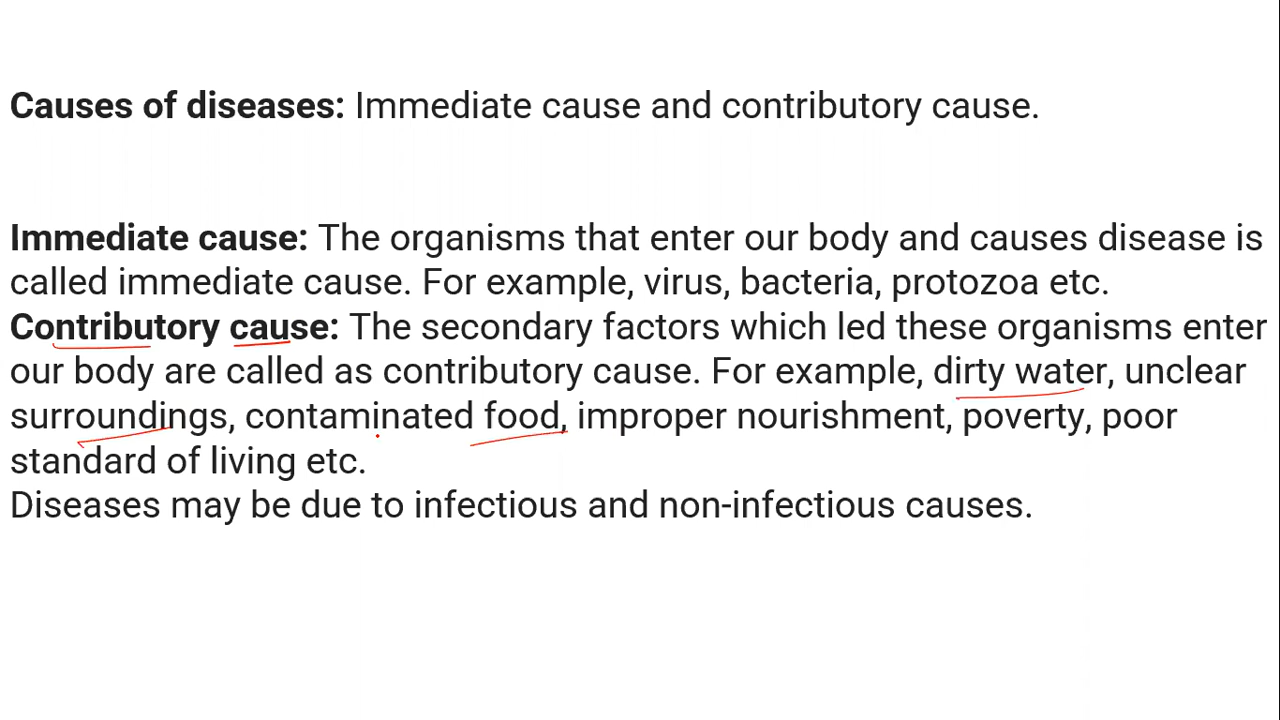 Causes of diseases: Immediate cause and contributory cause.
Immediate cause: The organisms that enter our body and causes disease is
called immediate cause. For example, virus, bacteria, protozoa etc.
Contributory cause: The secondary factors which led these organisms enter
our body are called as contributory cause. For example, dirty water, unclear
surroundings, contaminated food, improper nourishment, poverty, poor
standard of living etc.
Diseases may be due to infectious and non-infectious causes.